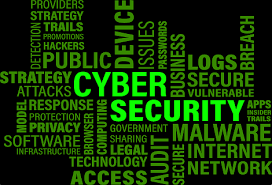 PROVIDERS
STRATEGY
TRAILS
PROMOTIONS
HACKERS
DETECTION
DEVICE
ISSUES
PASSWORDS
BREACH
PUBLIC
BUSINESS
LOGS
STRATEGY
CYBER
SECURE
ATTACKS
VULNERABLE
MODEL
RESPONSE
SECURITY
APPS
INSIDER
TRAILS
PROTECTION
PRIVACY
BROWSER
COMPUTING
GOVERNMENT
MALWARE
SOFTWARE
SHARING
AUDIT
INFRASTRUCTURE
LEGAL
SECURE
INTERNET
TECHNOLOGY
NETWORK
ACCESS